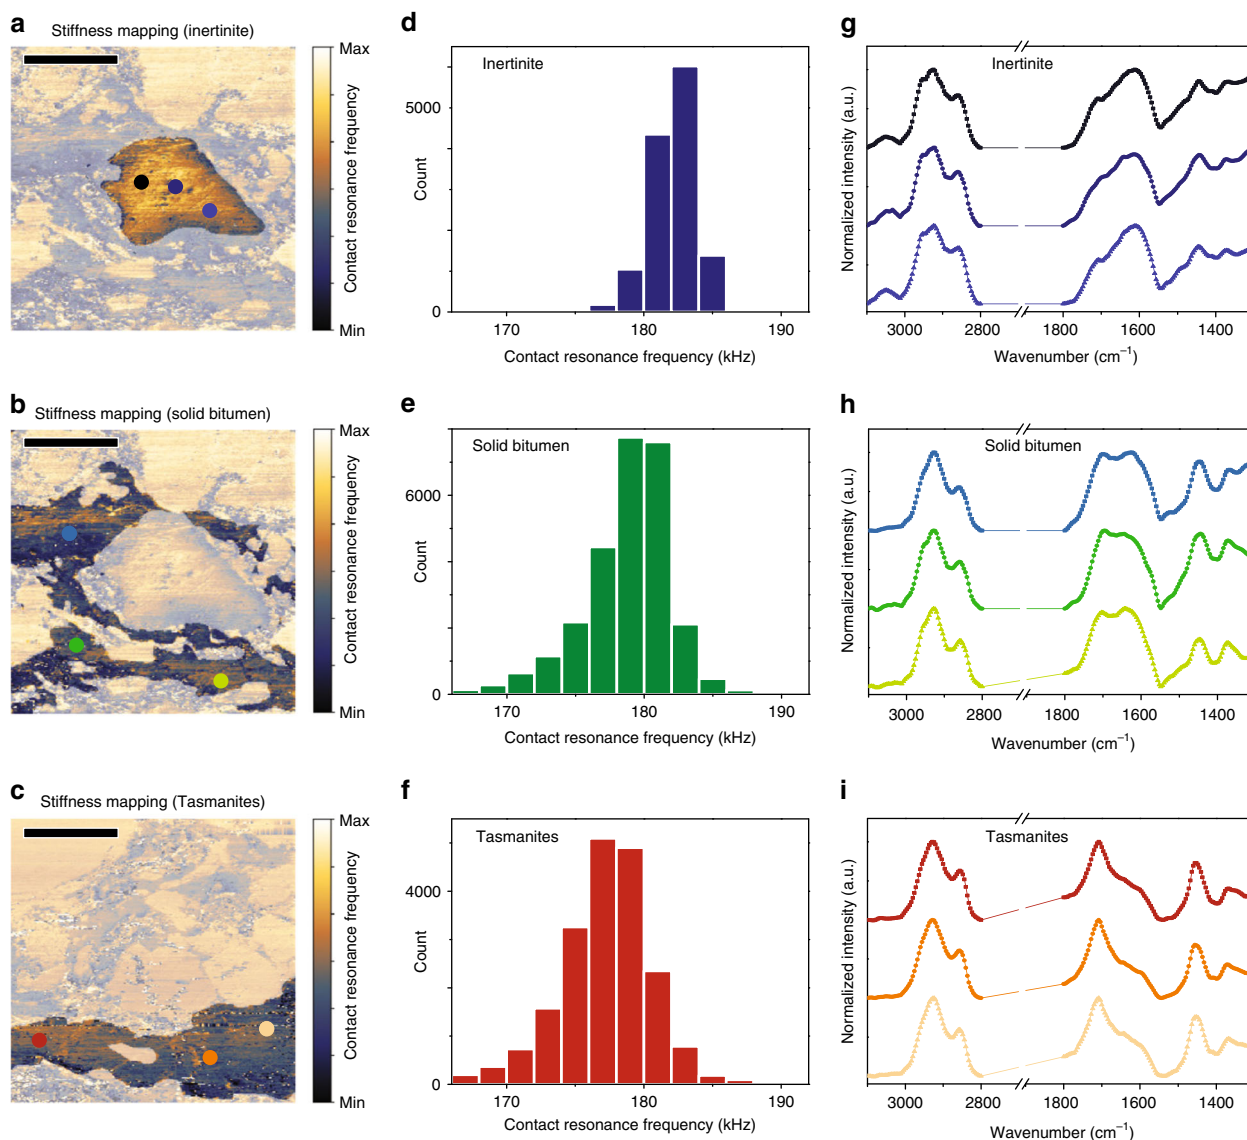 a
Stiffness mapping (inertinite)
Max
Contact resonance frequency
Min
d
Inertinite
5000
0
Count
170
180
190
Contact resonance frequency (kHz)
g
Inertinite
Normalized intensity (a.u.)
3000
2800
1800
1600
1400
Wavenumber (cm⁻¹)
b
Stiffness mapping (solid bitumen)
Max
Contact resonance frequency
Min
e
Solid bitumen
6000
0
Count
170
180
190
Contact resonance frequency (kHz)
h
Solid bitumen
Normalized intensity (a.u.)
3000
2800
1800
1600
1400
Wavenumber (cm⁻¹)
c
Stiffness mapping (Tasmanites)
Max
Contact resonance frequency
Min
f
Tasmanites
4000
0
Count
170
180
190
Contact resonance frequency (kHz)
i
Tasmanites
Normalized intensity (a.u.)
3000
2800
1800
1600
1400
Wavenumber (cm⁻¹)